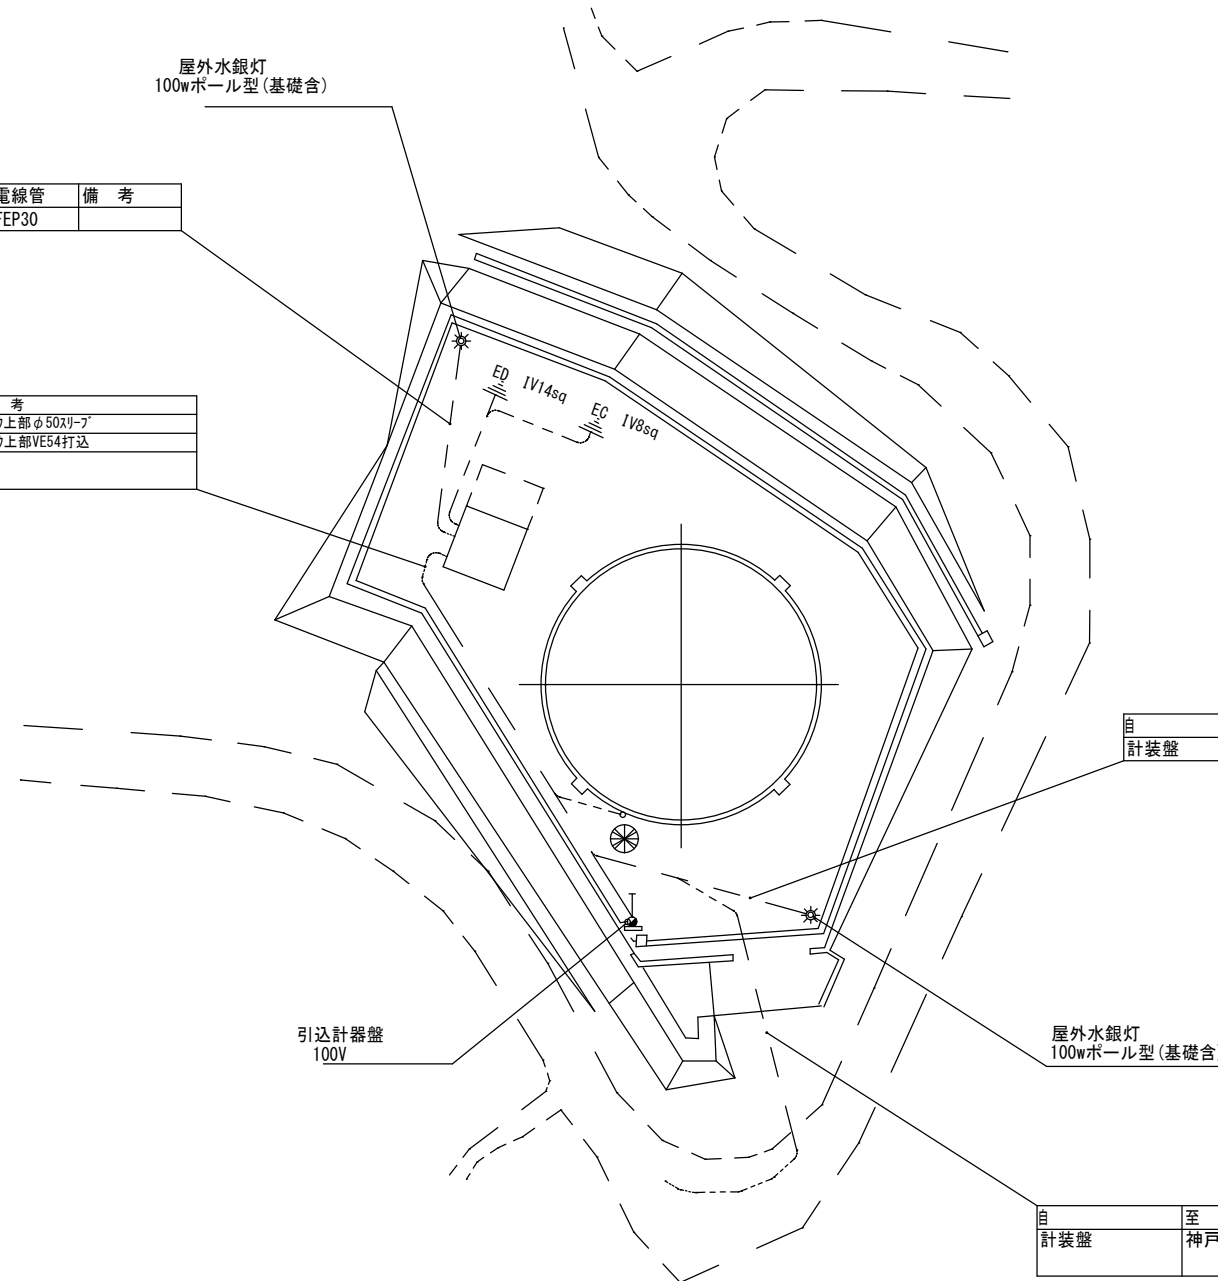 屋外水銀灯
100wポール型(基礎含)
電線管 備 考
FEP30
考
上部φ50スリーブ
上部VE54打込
ED IV14sq
EC IV8sq
自
計装盤
引込計器盤
100V
屋外水銀灯
100wポール型(基礎含
自 至
計装盤 神戸